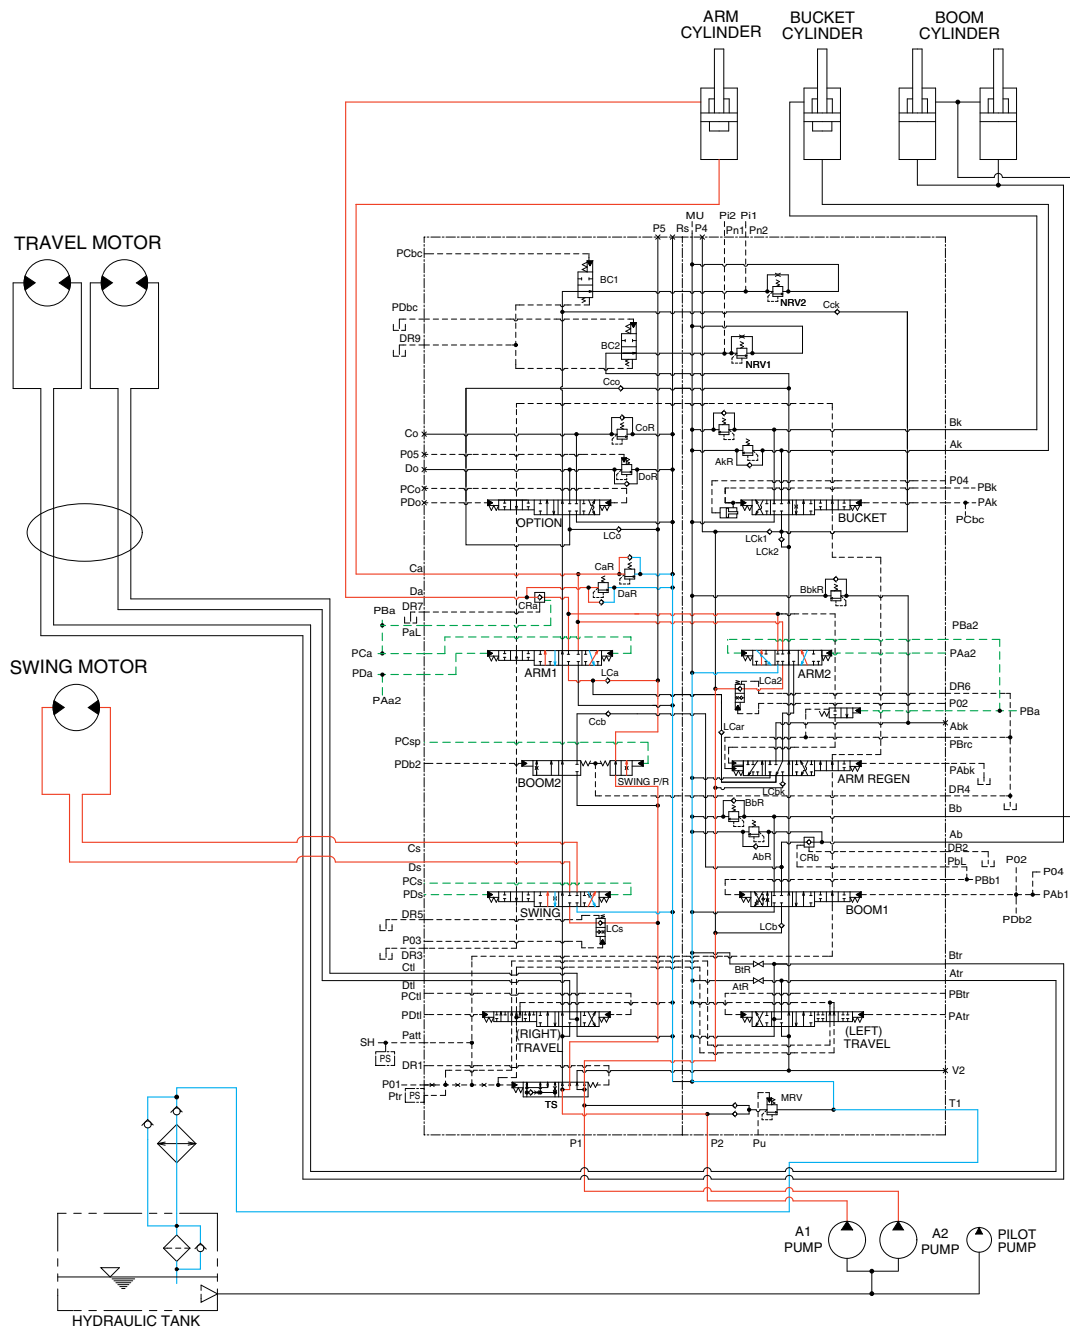 ARM
CYLINDER
BUCKET
CYLINDER
BOOM
CYLINDER
TRAVEL MOTOR
SWING MOTOR
P5
Rs
MU
P4
Pi2
Pn1
Pi1
Pn2
PCbc
BC1
NRV2
Cck
PDbc
DR9
BC2
NRV1
Cco
Co
CoR
Bk
P05
AkR
Ak
Do
DoR
P04
PBk
PCo
PDo
OPTION
BUCKET
PAk
PCbc
LCo
LCk1
LCk2
Ca
CaR
Da
DaR
BbkR
CRa
DR7
PBa
PaL
PBa2
PCa
PAa2
PDa
ARM1
LCa
LCa2
ARM2
PAa2
DR6
P02
PBa
Ccb
LCar
Abk
PCsp
PBrc
PDb2
BOOM2
SWING P/R
ARM REGEN
PAbk
LCbk
DR4
BbR
Bb
Cs
AbR
CRb
Ab
DR2
PbL
P02
Ds
PCs
PBb1
P04
PDs
SWING
BOOM1
PAb1
PDb2
DR5
LCs
LCb
P03
DR3
Ctl
BtR
Btr
Dtl
AtR
Atr
PCtl
PBtr
PDtl
PAtr
(RIGHT)
TRAVEL
(LEFT)
TRAVEL
Patt
SH
PS
DR1
P01
V2
Ptr
PS
TS
MRV
T1
P1
P2
Pu
A1
PUMP
A2
PUMP
PILOT
PUMP
HYDRAULIC TANK